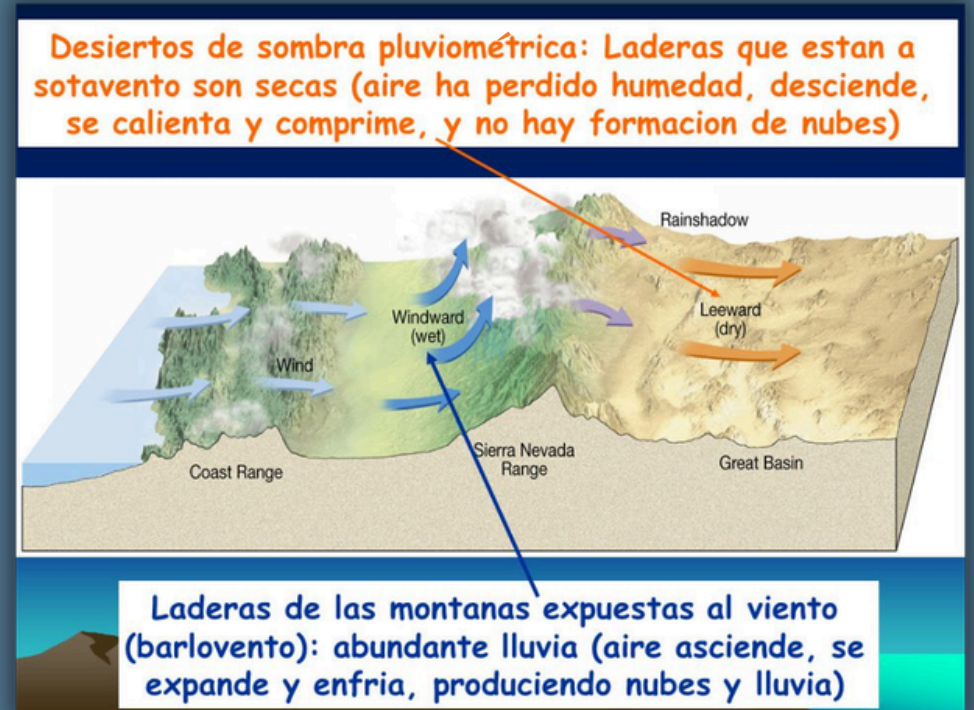 Desiertos de sombra pluviométrica: Laderas que estan a
sotavento son secas (aire ha perdido humedad, desciende,
se calienta y comprime, y no hay formacion de nubes)
Rainshadow
Windward
(wet)
Leeward
(dry)
Wind
Coast Range
Sierra Nevada
Range
Great Basin
Laderas de las montanas expuestas al viento
(barlovento): abundante lluvia (aire asciende, se
expande y enfria, produciendo nubes y lluvia)